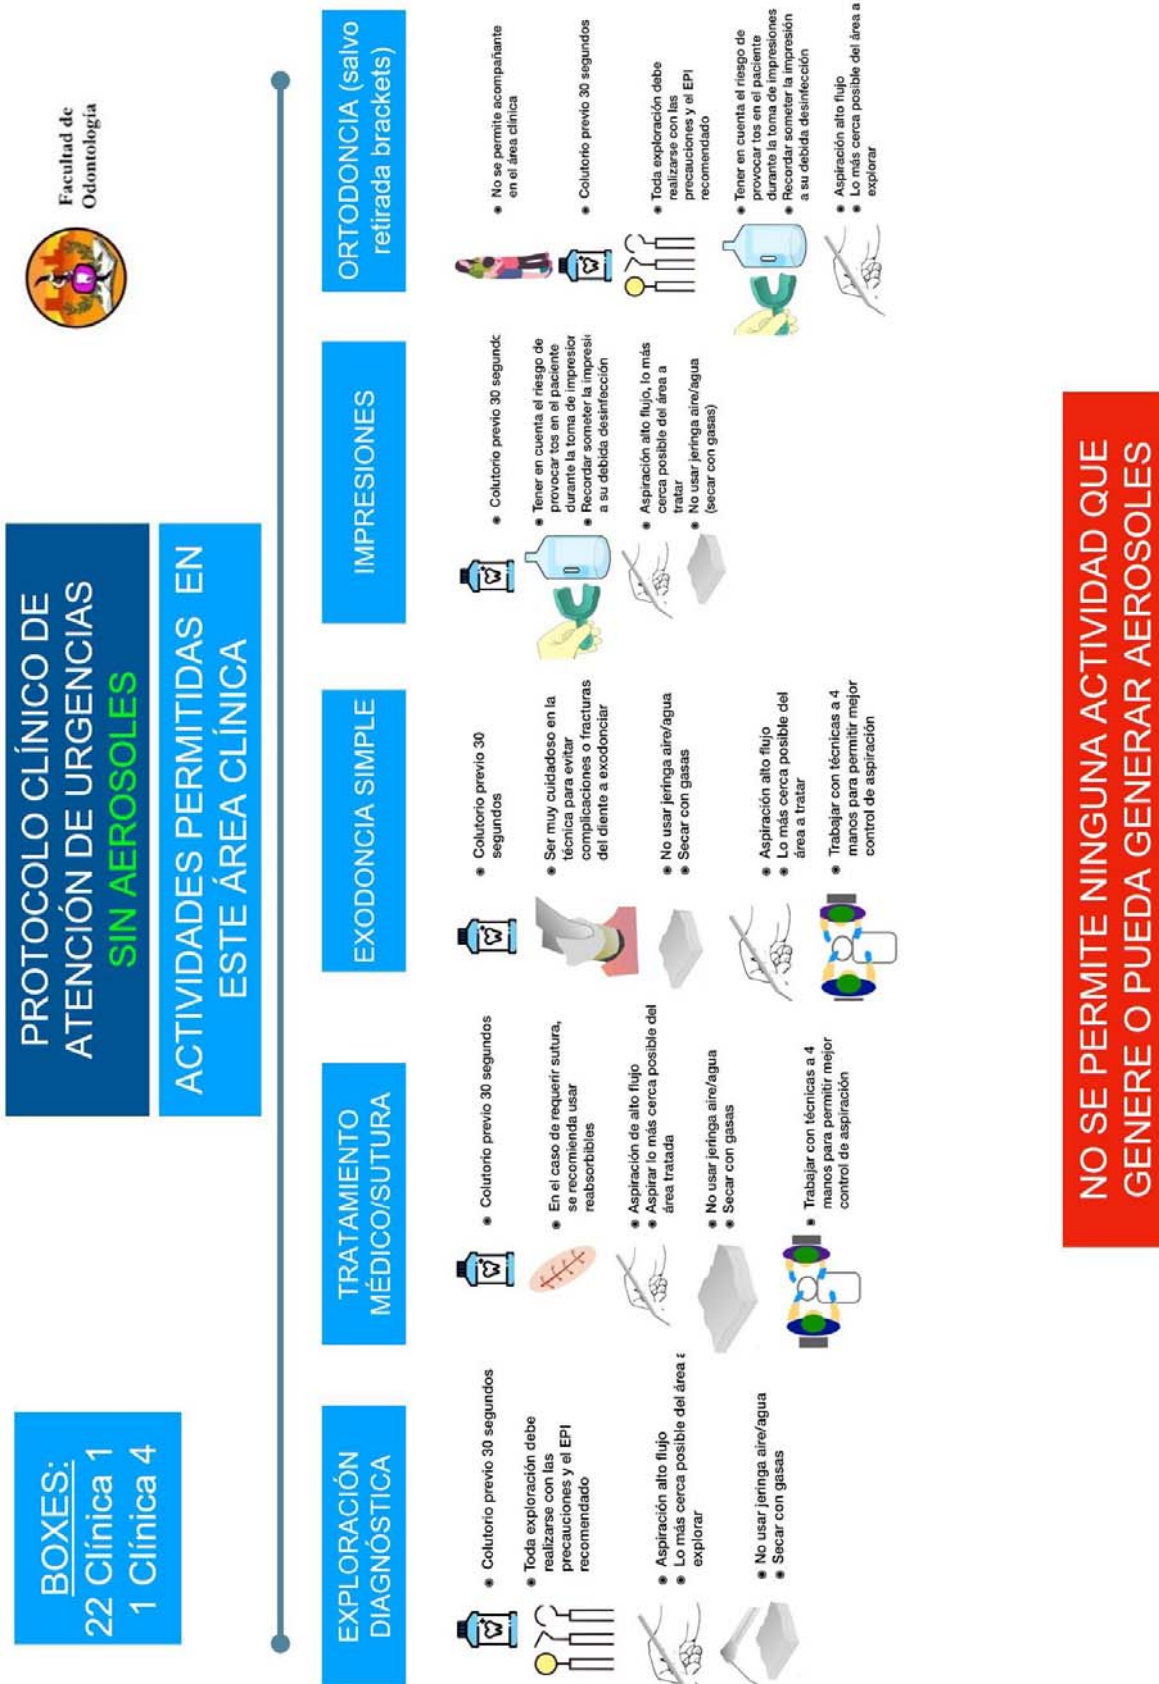 BOXES:
22 Clínica 1
1 Clínica 4
PROTOCOLO CLÍNICO DE
ATENCIÓN DE URGENCIAS
SIN AEROSOLES
ACTIVIDADES PERMITIDAS EN
ESTE ÁREA CLÍNICA
Facultad de
Odontología
EXPLORACIÓN
DIAGNÓSTICA
Colutorio previo 30 segundos
Toda exploración debe
realizarse con las
precauciones y el EPI
recomendado
Aspiración alto flujo
Lo más cerca posible del área a
explorar
No usar jeringa aire/agua
Secar con gasas
TRATAMIENTO
MÉDICO/SUTURA
Colutorio previo 30 segundos
En el caso de requerir sutura,
se recomienda usar
reabsorbibles
Aspiración de alto flujo
Aspirar lo más cerca posible del
área tratada
No usar jeringa aire/agua
Secar con gasas
Trabajar con técnicas a 4
manos para permitir mejor
control de aspiración
EXODONCIA SIMPLE
Colutorio previo 30
segundos
Ser muy cuidadoso en la
técnica para evitar
complicaciones o fracturas
del diente a exodonciar
No usar jeringa aire/agua
Secar con gasas
Aspiración alto flujo
Lo más cerca posible del
área a tratar
Trabajar con técnicas a 4
manos para permitir mejor
control de aspiración
IMPRESIONES
Colutorio previo 30 segundo
Tener en cuenta el riesgo de
provocar tos en el paciente
durante la toma de impresion
Recordar someter la impresi
a su debida desinfección
Aspiración alto flujo, lo más
cerca posible del área a
tratar
No usar jeringa aire/agua
(secar con gasas)
ORTODONCIA (salvo
retirada brackets)
No se permite acompañante
en el área clínica
Colutorio previo 30 segundos
Toda exploración debe
realizarse con las
precauciones y el EPI
recomendado
Tener en cuenta el riesgo de
provocar tos en el paciente
durante la toma de impresiones
Recordar someter la impresión
a su debida desinfección
Aspiración alto flujo
Lo más cerca posible del área a
explorar
NO SE PERMITE NINGUNA ACTIVIDAD QUE
GENERE O PUEDA GENERAR AEROSOLES